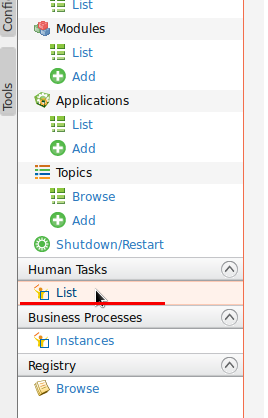 Confi
List
Modules
List
Add
Tools
Applications
List
Add
Topics
Browse
Add
Shutdown/Restart
Human Tasks
List
Business Processes
Instances
Registry
Browse